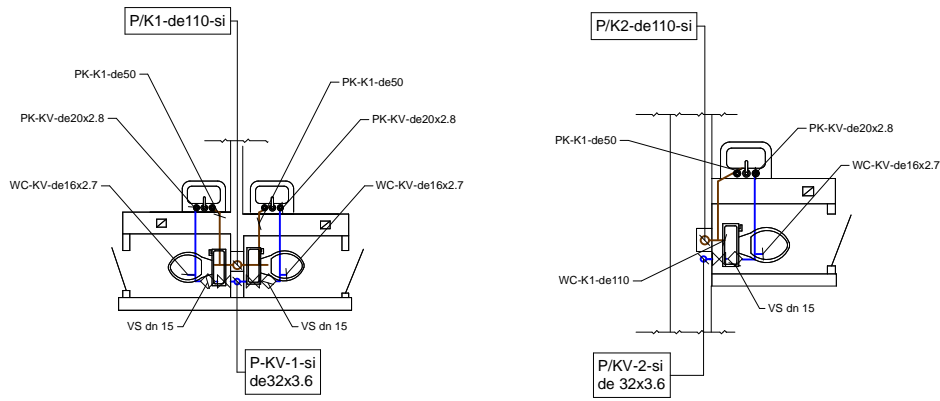 P/K1-de110-si
PK-K1-de50
PK-K1-de50
PK-KV-de20x2.8
PK-KV-de20x2.8
WC-KV-de16x2.7
WC-KV-de16x2.7
VS dn 15
VS dn 15
P-KV-1-si
de32x3.6
P/K2-de110-si
PK-K1-de50
PK-KV-de20x2.8
WC-KV-de16x2.7
WC-K1-de110
VS dn 15
P/KV-2-si
de 32x3.6